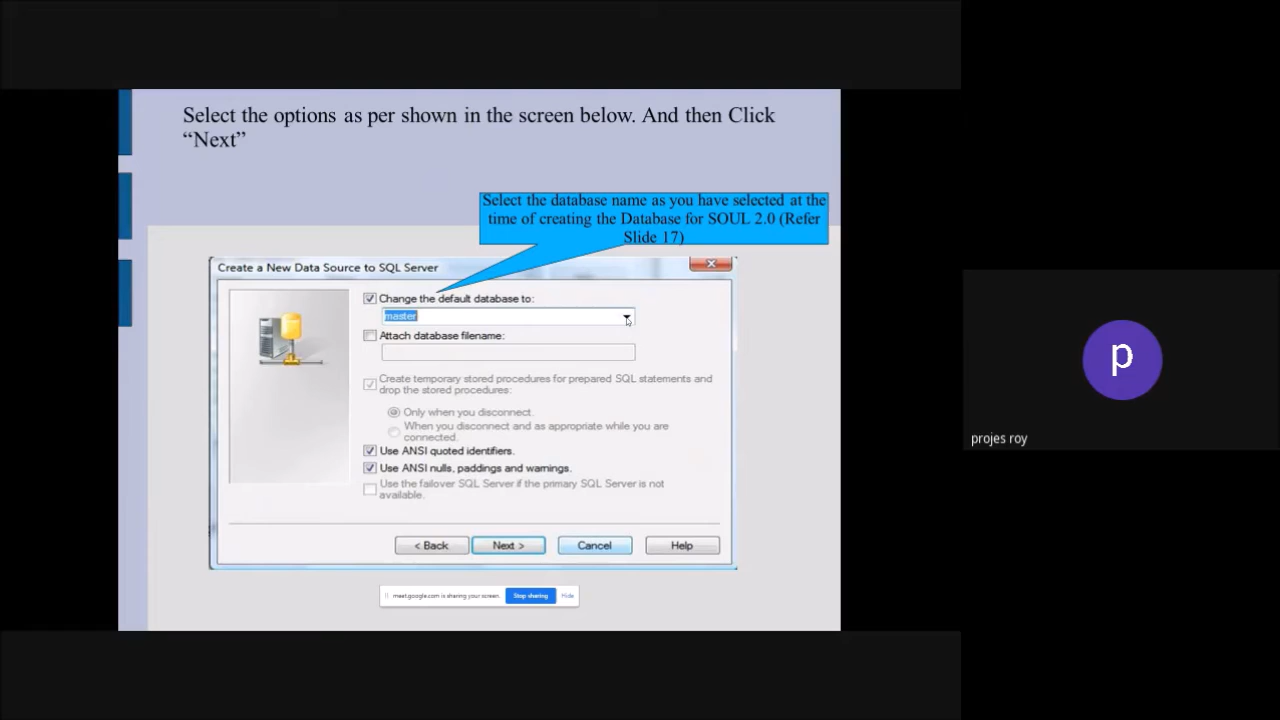 Select the options as per shown in the screen below. And then Click
“Next”
Select the database name as you have selected at the
time of creating the Database for SOUL 2.0 (Refer
Slide 17)
Create a New Data Source to SQL Server
Change the default database to:
master
Attach database filename:
Create temporary stored procedures for prepared SQL statements and
drop the stored procedures:
Only when you disconnect.
When you disconnect and as appropriate while you are
connected.
Use ANSI quoted identifiers.
Use ANSI nulls, paddings and warnings.
Use the failover SQL Server if the primary SQL Server is not
available.
< Back
Next >
Cancel
Help
meet.google.com is sharing your screen.
Stop sharing
Hide
p
projes roy